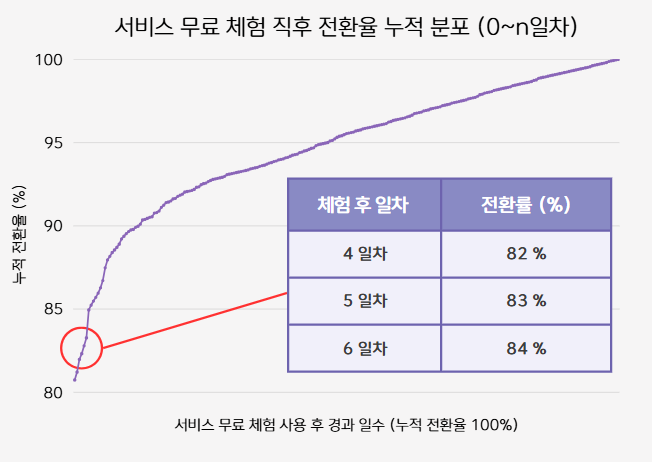 서비스 무료 체험 직후 전환율 누적 분포 (0~n일차)
100
95
90
85
80
누적 전환율 (%)
체험 후 일차 전환률 (%)
4 일차 82 %
5 일차 83 %
6 일차 84 %
서비스 무료 체험 사용 후 경과 일수 (누적 전환율 100%)